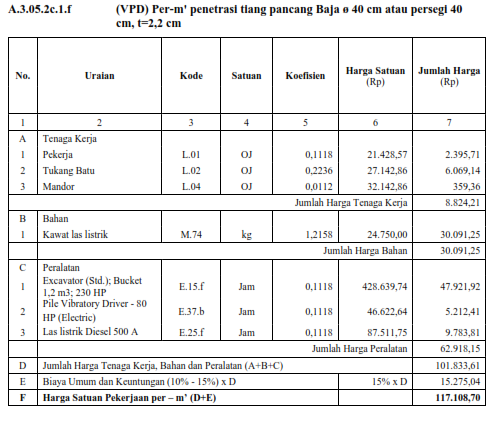 A.3.05.2c.1.f (VPD) Per-m' penetrasi tiang pancang Baja ø 40 cm atau persegi 40
cm, t=2,2 cm
No. Uraian Kode Satuan Koefisien Harga Satuan (Rp) Jumlah Harga (Rp)
1 2 3 4 5 6 7
A Tenaga Kerja
1 Pekerja L.01 OJ 0,1118 21.428,57 2.395,71
2 Tukang Batu L.02 OJ 0,2236 27.142,86 6.069,14
3 Mandor L.04 OJ 0,0112 32.142,86 359,36
Jumlah Harga Tenaga Kerja 8.824,21
B Bahan
1 Kawat las listrik M.74 kg 1,2158 24.750,00 30.091,25
Jumlah Harga Bahan 30.091,25
C Peralatan
1 Excavator (Std.); Bucket 1,2 m3; 230 HP E.15.f Jam 0,1118 428.639,74 47.921,92
2 Pile Vibratory Driver - 80 HP (Electric) E.37.b Jam 0,1118 46.622,64 5.212,41
3 Las listrik Diesel 500 A E.25.f Jam 0,1118 87.511,75 9.783,81
Jumlah Harga Peralatan 62.918,15
D Jumlah Harga Tenaga Kerja, Bahan dan Peralatan (A+B+C) 101.833,61
E Biaya Umum dan Keuntungan (10% - 15%) x D 15% x D 15.275,04
F Harga Satuan Pekerjaan per – m' (D+E) 117.108,70